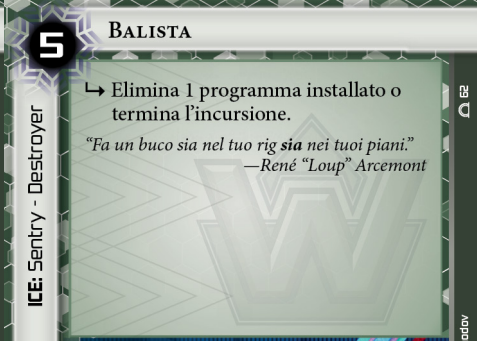 5
BALISTA
↳ Elimina 1 programma installato o
termina l'incursione.
“Fa un buco sia nel tuo rig sia nei tuoi piani.”
—René “Loup” Arcemont
ICE: Sentry - Destroyer
62